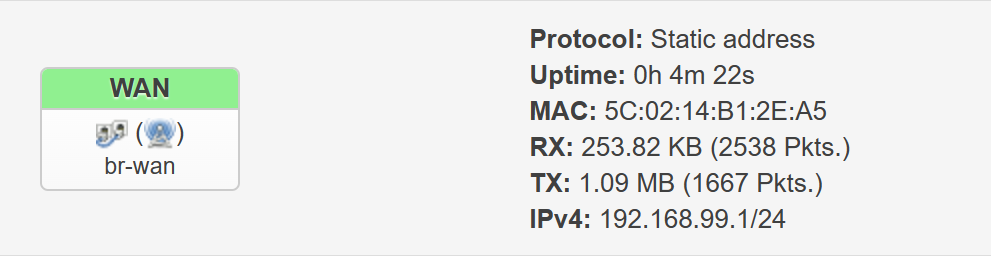 WAN
( )
br-wan
Protocol: Static address
Uptime: 0h 4m 22s
MAC: 5C:02:14:B1:2E:A5
RX: 253.82 KB (2538 Pkts.)
TX: 1.09 MB (1667 Pkts.)
IPv4: 192.168.99.1/24